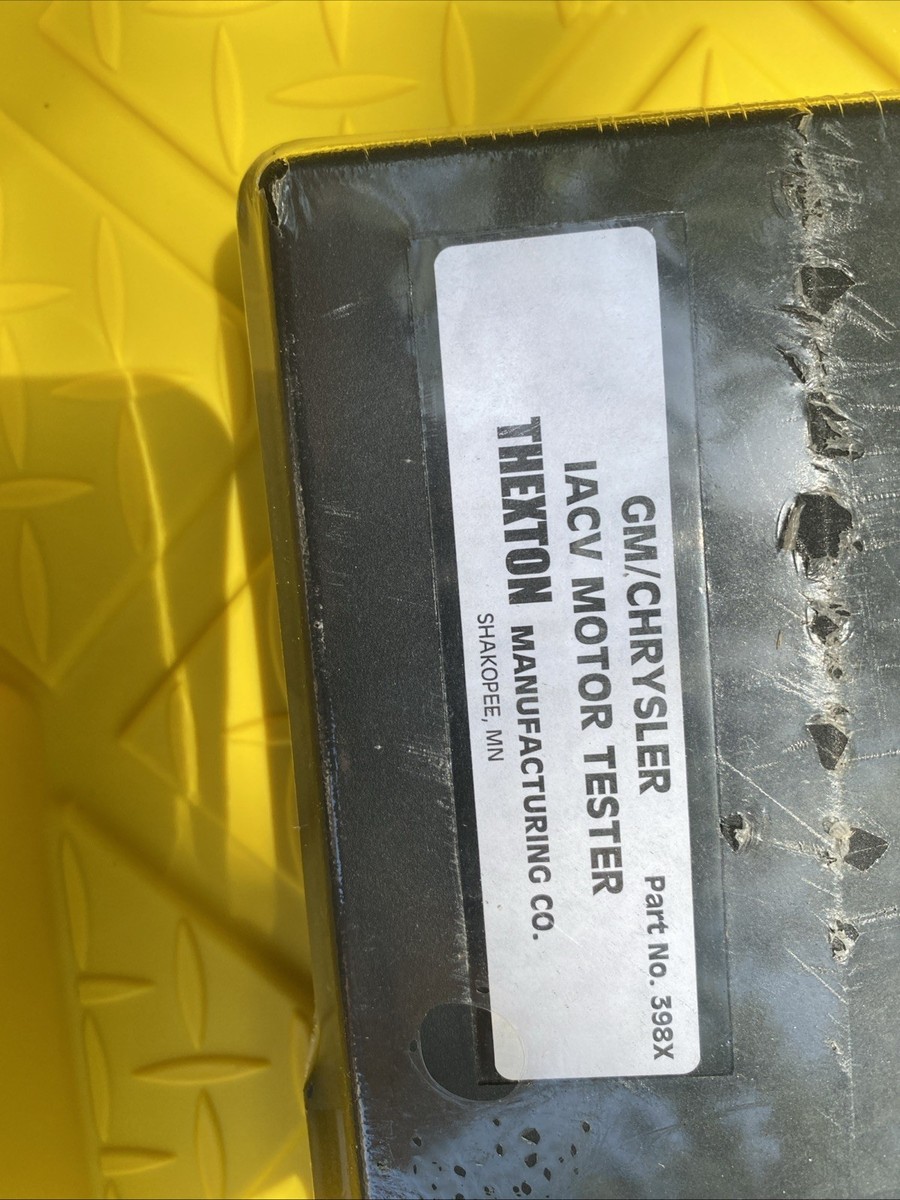 GM/CHRYSLER Part No. 398X
IACV MOTOR TESTER
THEXTON MANUFACTURING CO.
SHAKOPEE, MN